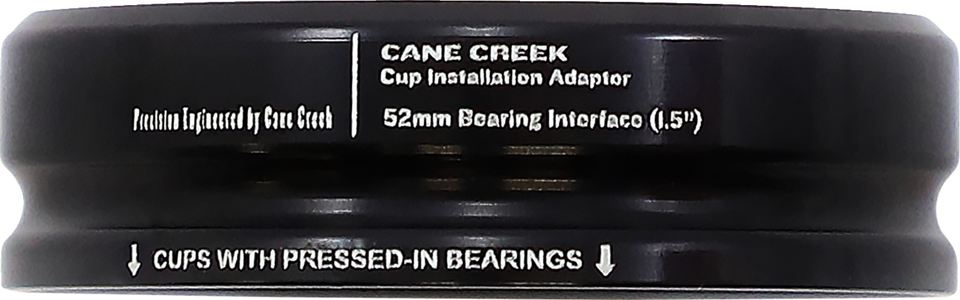 CANE CREEK
Cup Installation Adaptor
Precision Engineered by Cane Creek
52mm Bearing Interface (1.5")
↓ CUPS WITH PRESSED-IN BEARINGS ↓